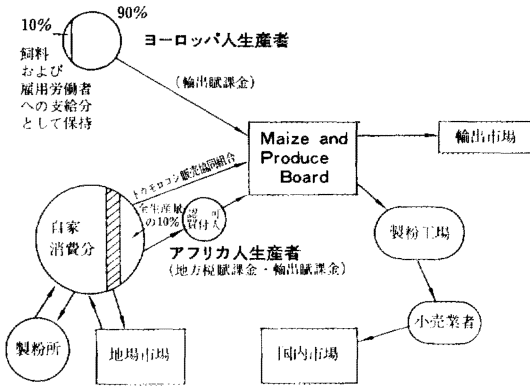 10%
90%
ヨーロッパ人生産者
飼料
および
雇用労働者
への支給分
として保持
(輸出賦課金)
Maize and
Produce
Board
輸出市場
トウモロコシ販売協同組合
全生産量
の10%
認可
買付人
自家
消費分
アフリカ人生産者
(地方税賦課金・輸出賦課金)
製粉工場
小売業者
製粉所
地場市場
国内市場